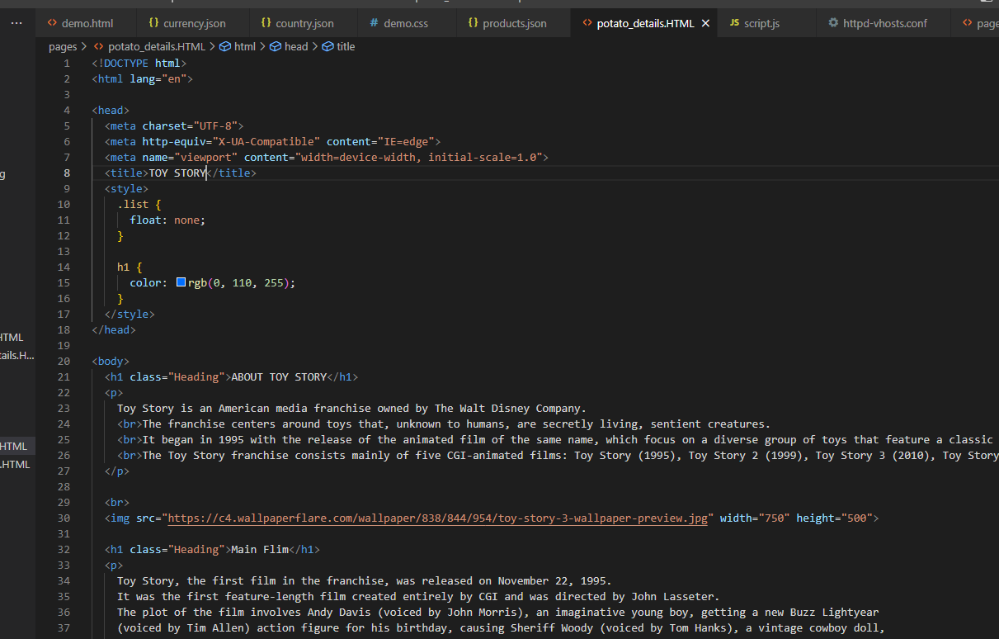 demo.html {} currency.json {} country.json # demo.css {} products.json potato_details.HTML × JS script.js httpd-vhosts.conf page
pages > potato_details.HTML > html > head > title
1 <!DOCTYPE html>
2 <html lang="en">
3
4 <head>
5 <meta charset="UTF-8">
6 <meta http-equiv="X-UA-Compatible" content="IE=edge">
7 <meta name="viewport" content="width=device-width, initial-scale=1.0">
g
8 <title>TOY STORY</title>
9 <style>
10 .list {
11 float: none;
12 }
13
14 h1 {
15 color: rgb(0, 110, 255);
16 }
17 </style>
18 </head>
HTML
19
ails.H...
20 <body>
21 <h1 class="Heading">ABOUT TOY STORY</h1>
22 <p>
23 Toy Story is an American media franchise owned by The Walt Disney Company.
24 <br>The franchise centers around toys that, unknown to humans, are secretly living, sentient creatures.
25 <br>It began in 1995 with the release of the animated film of the same name, which focus on a diverse group of toys that feature a classic
HTML
26 <br>The Toy Story franchise consists mainly of five CGI-animated films: Toy Story (1995), Toy Story 2 (1999), Toy Story 3 (2010), Toy Story
.HTML
27 </p>
28
29 <br>
30 <img src="https://c4.wallpaperflare.com/wallpaper/838/844/954/toy-story-3-wallpaper-preview.jpg" width="750" height="500">
31
32 <h1 class="Heading">Main Flim</h1>
33 <p>
34 Toy Story, the first film in the franchise, was released on November 22, 1995.
35 It was the first feature-length film created entirely by CGI and was directed by John Lasseter.
36 The plot of the film involves Andy Davis (voiced by John Morris), an imaginative young boy, getting a new Buzz Lightyear
37 (voiced by Tim Allen) action figure for his birthday, causing Sheriff Woody (voiced by Tom Hanks), a vintage cowboy doll,